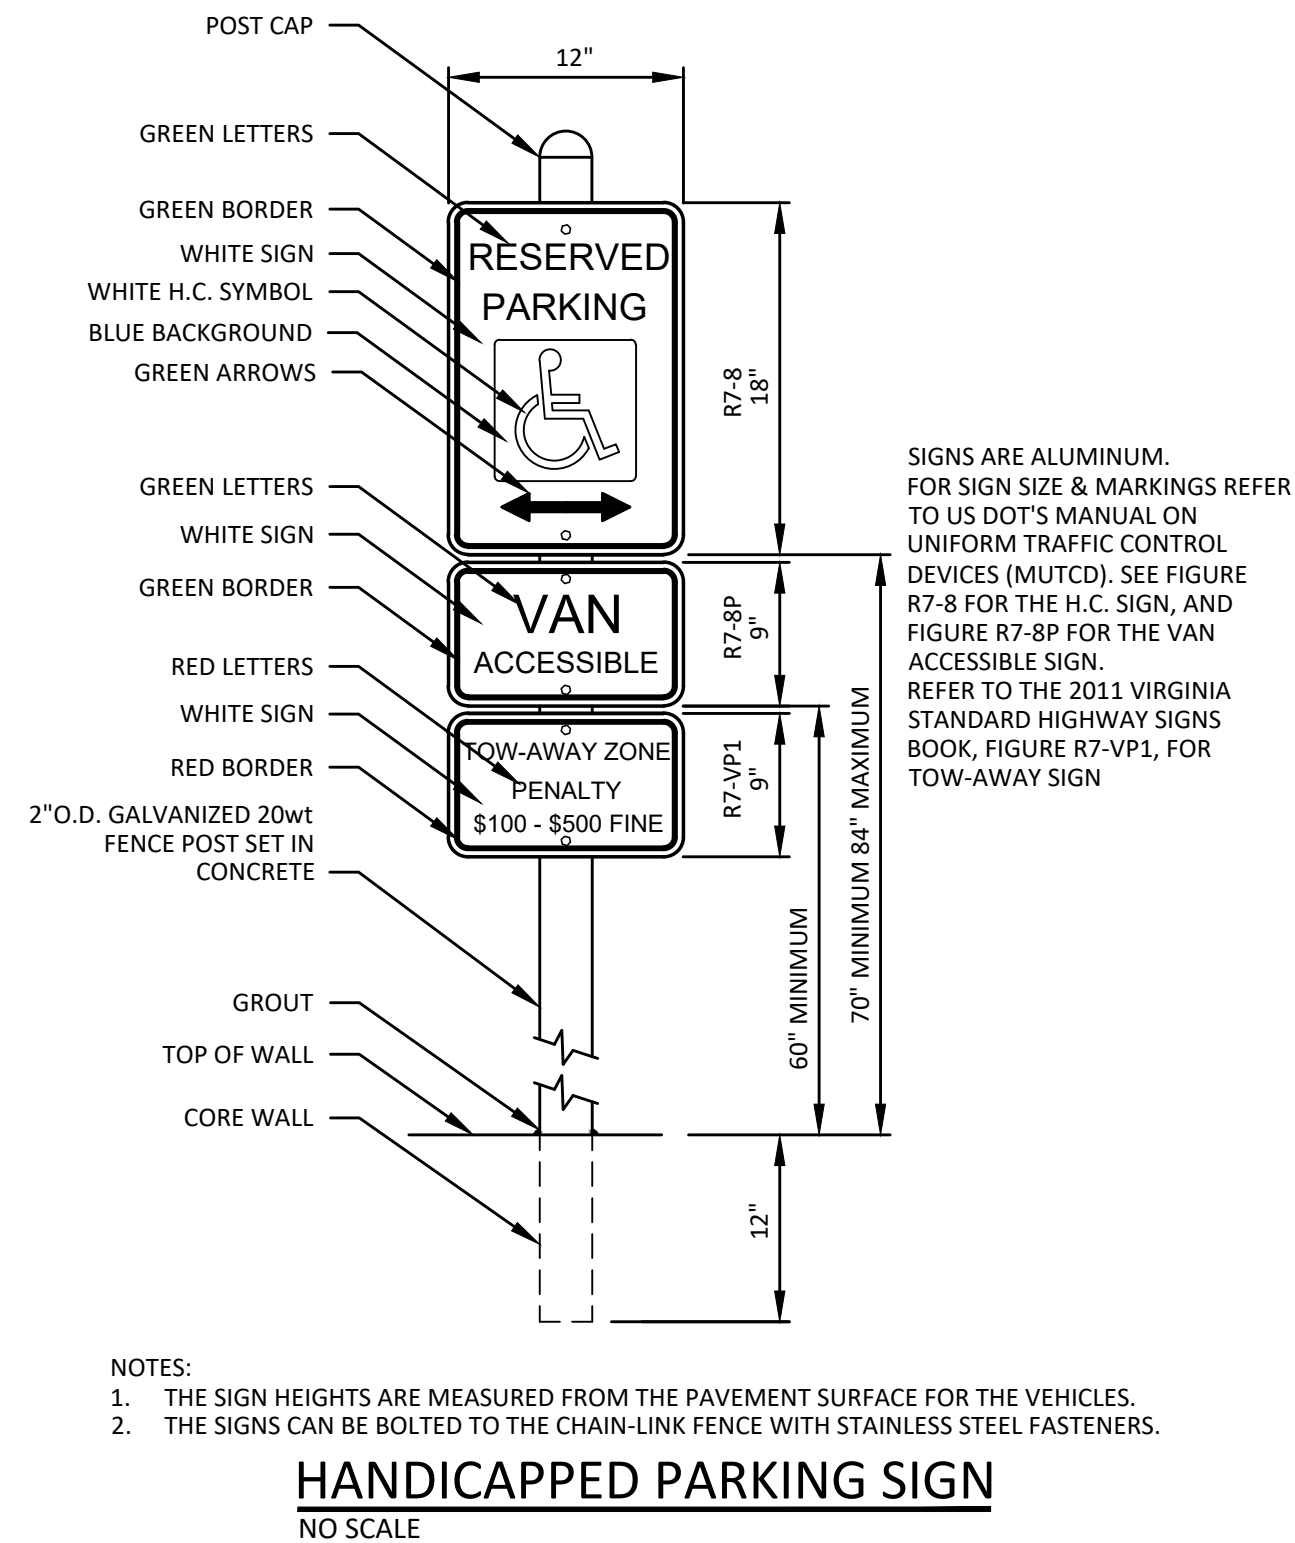 POST CAP
12"
GREEN LETTERS
GREEN BORDER
WHITE SIGN
WHITE H.C. SYMBOL
BLUE BACKGROUND
GREEN ARROWS
RESERVED
PARKING
R7-8
18"
GREEN LETTERS
WHITE SIGN
GREEN BORDER
VAN
ACCESSIBLE
R7-8P
9"
RED LETTERS
WHITE SIGN
RED BORDER
TOW-AWAY ZONE
PENALTY
$100 - $500 FINE
R7-VP1
9"
2"O.D. GALVANIZED 20wt
FENCE POST SET IN
CONCRETE
GROUT
TOP OF WALL
CORE WALL
60" MINIMUM
70" MINIMUM 84" MAXIMUM
12"
SIGNS ARE ALUMINUM.
FOR SIGN SIZE & MARKINGS REFER
TO US DOT'S MANUAL ON
UNIFORM TRAFFIC CONTROL
DEVICES (MUTCD). SEE FIGURE
R7-8 FOR THE H.C. SIGN, AND
FIGURE R7-8P FOR THE VAN
ACCESSIBLE SIGN.
REFER TO THE 2011 VIRGINIA
STANDARD HIGHWAY SIGNS
BOOK, FIGURE R7-VP1, FOR
TOW-AWAY SIGN
NOTES:
1. THE SIGN HEIGHTS ARE MEASURED FROM THE PAVEMENT SURFACE FOR THE VEHICLES.
2. THE SIGNS CAN BE BOLTED TO THE CHAIN-LINK FENCE WITH STAINLESS STEEL FASTENERS.
HANDICAPPED PARKING SIGN
NO SCALE